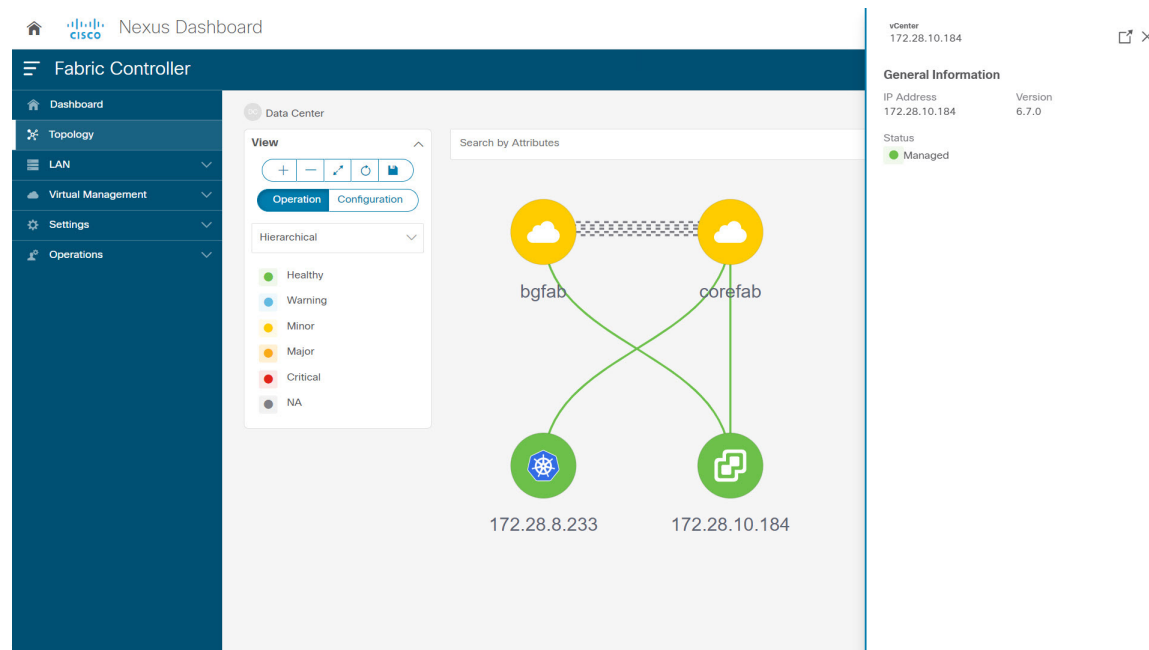 CISCO Nexus Dashboard
Fabric Controller
Dashboard
Topology
LAN
Virtual Management
Settings
Operations
Data Center
View
Operation Configuration
Hierarchical
Healthy
Warning
Minor
Major
Critical
NA
Search by Attributes
bgfab corefab
172.28.8.233 172.28.10.184
vCenter
172.28.10.184
General Information
IP Address Version
172.28.10.184 6.7.0
Status
Managed